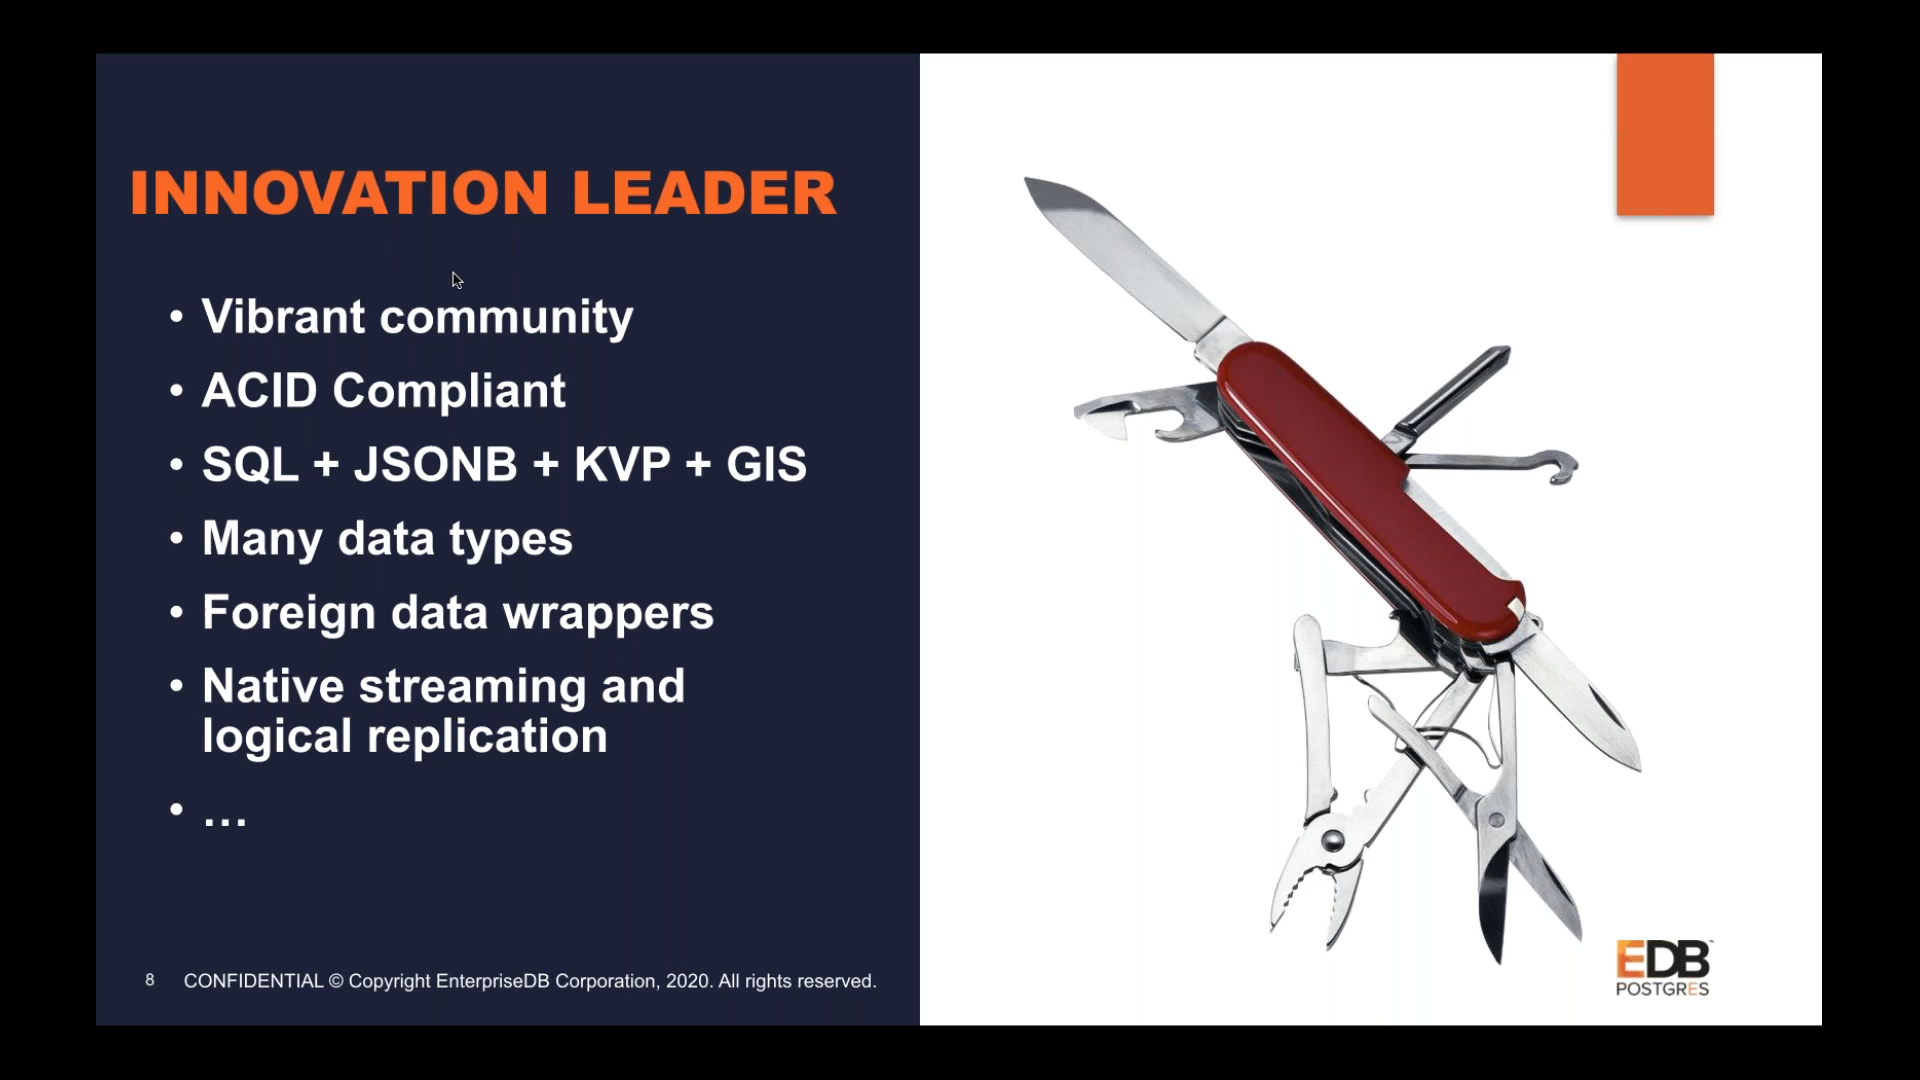 INNOVATION LEADER
• Vibrant community
• ACID Compliant
• SQL + JSONB + KVP + GIS
• Many data types
• Foreign data wrappers
• Native streaming and
logical replication
• …
8 CONFIDENTIAL © Copyright EnterpriseDB Corporation, 2020. All rights reserved.
EDB™
POSTGRES